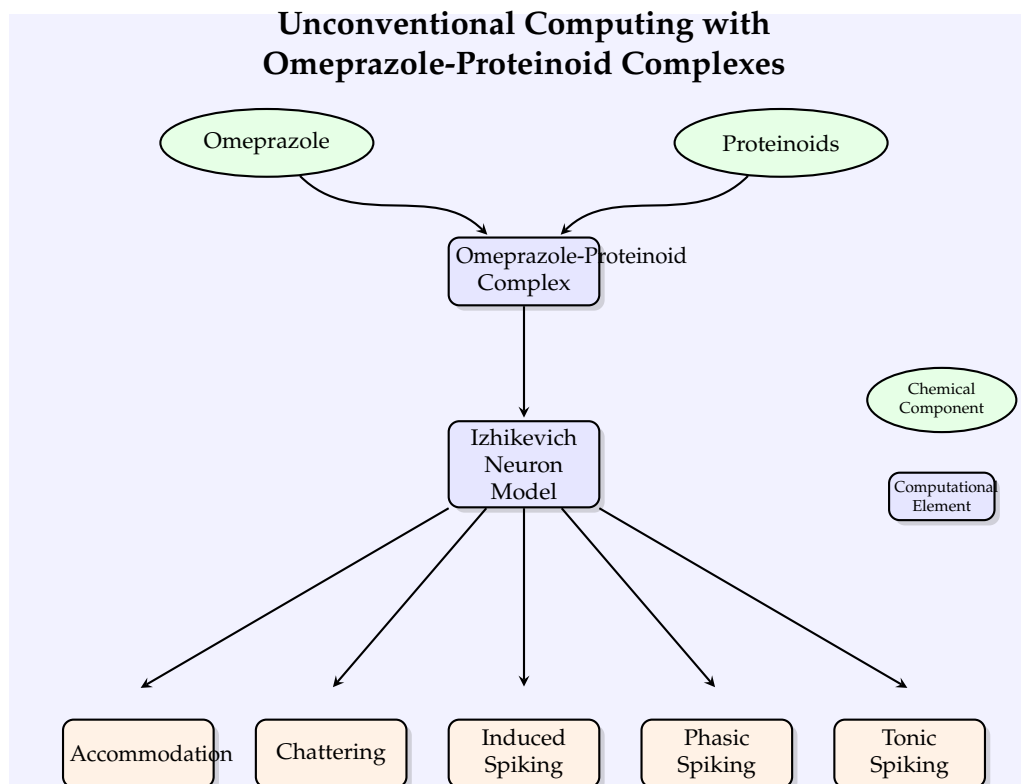 Unconventional Computing with
Omeprazole-Proteinoid Complexes
Omeprazole
Proteinoids
Omeprazole-Proteinoid
Complex
Chemical
Component
Izhikevich
Neuron
Model
Computational
Element
Accommodation
Chattering
Induced
Spiking
Phasic
Spiking
Tonic
Spiking